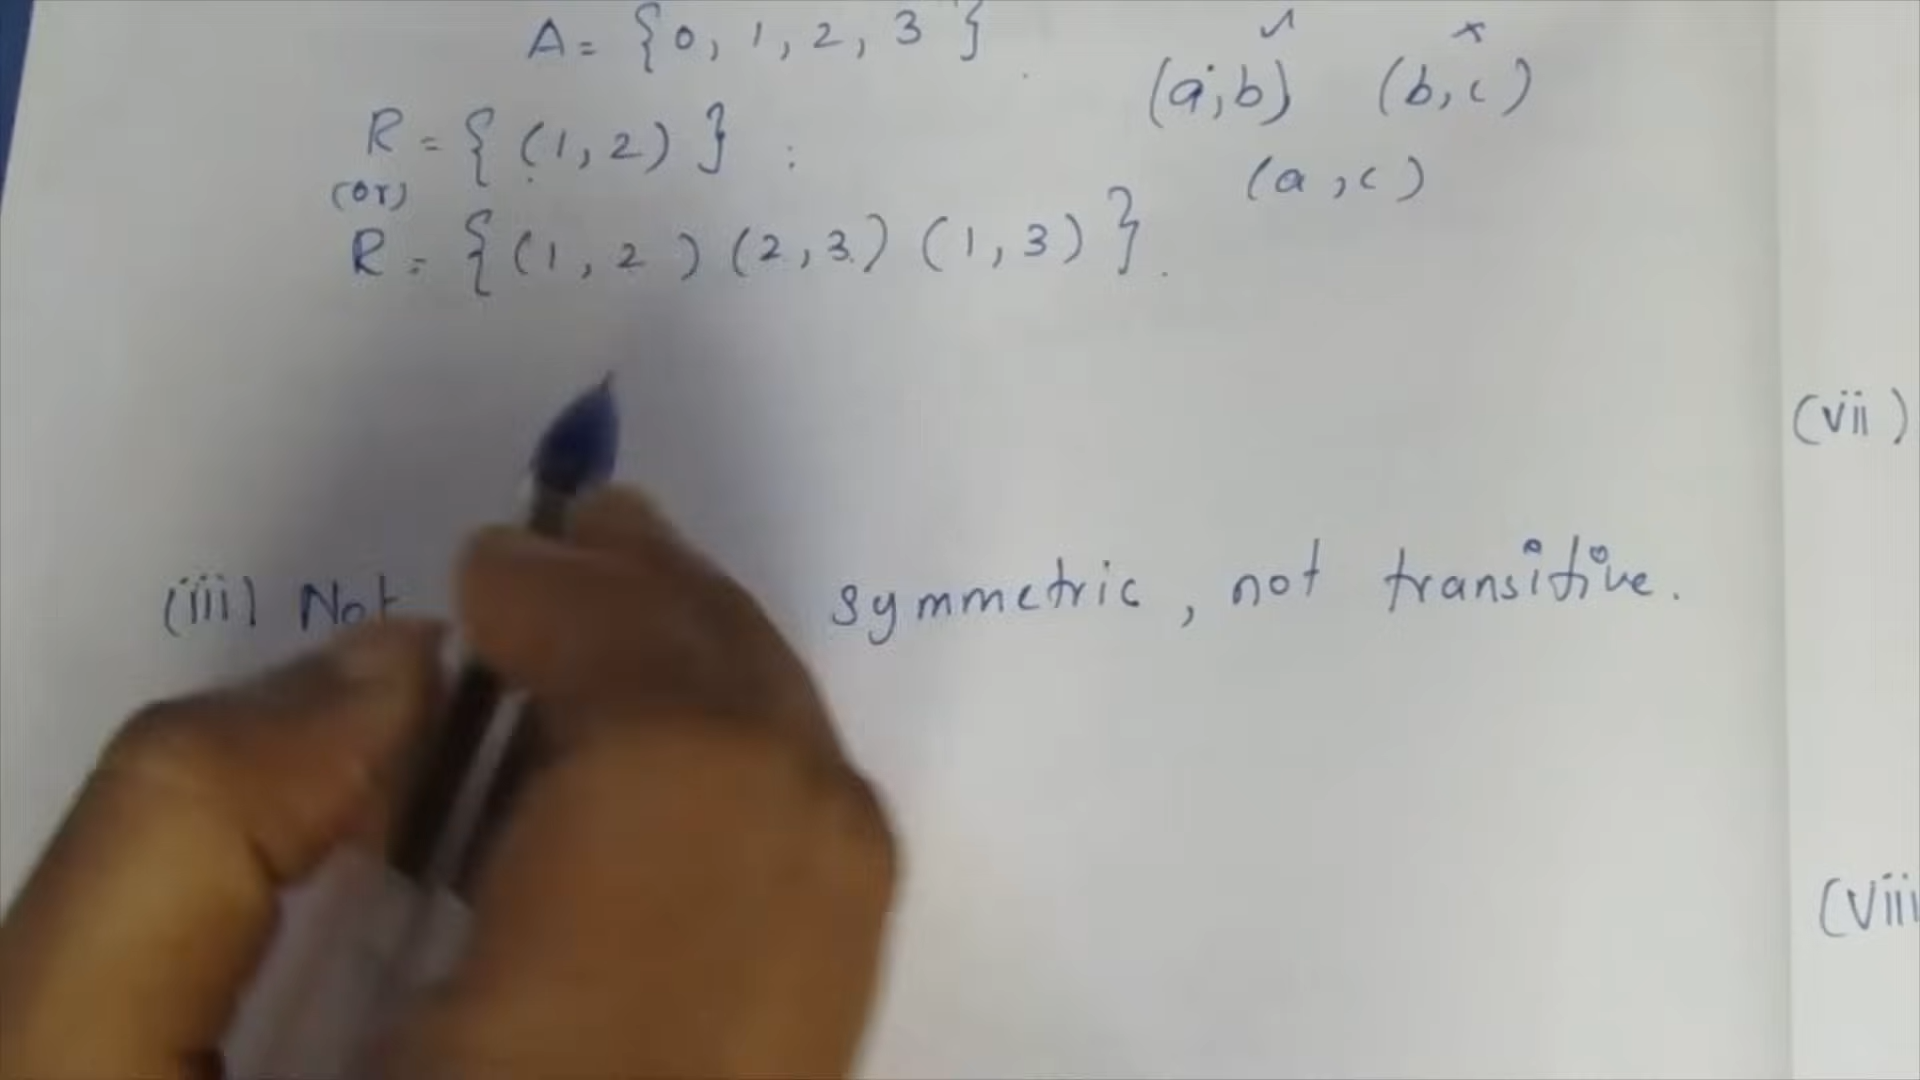 A = {0, 1, 2, 3}
(a,b) (b,c)
R = {(1,2)} :
(a,c)
(or)
R = {(1,2)(2,3)(1,3)}.
(vii)
(iii) Not symmetric, not transitive.
(viii